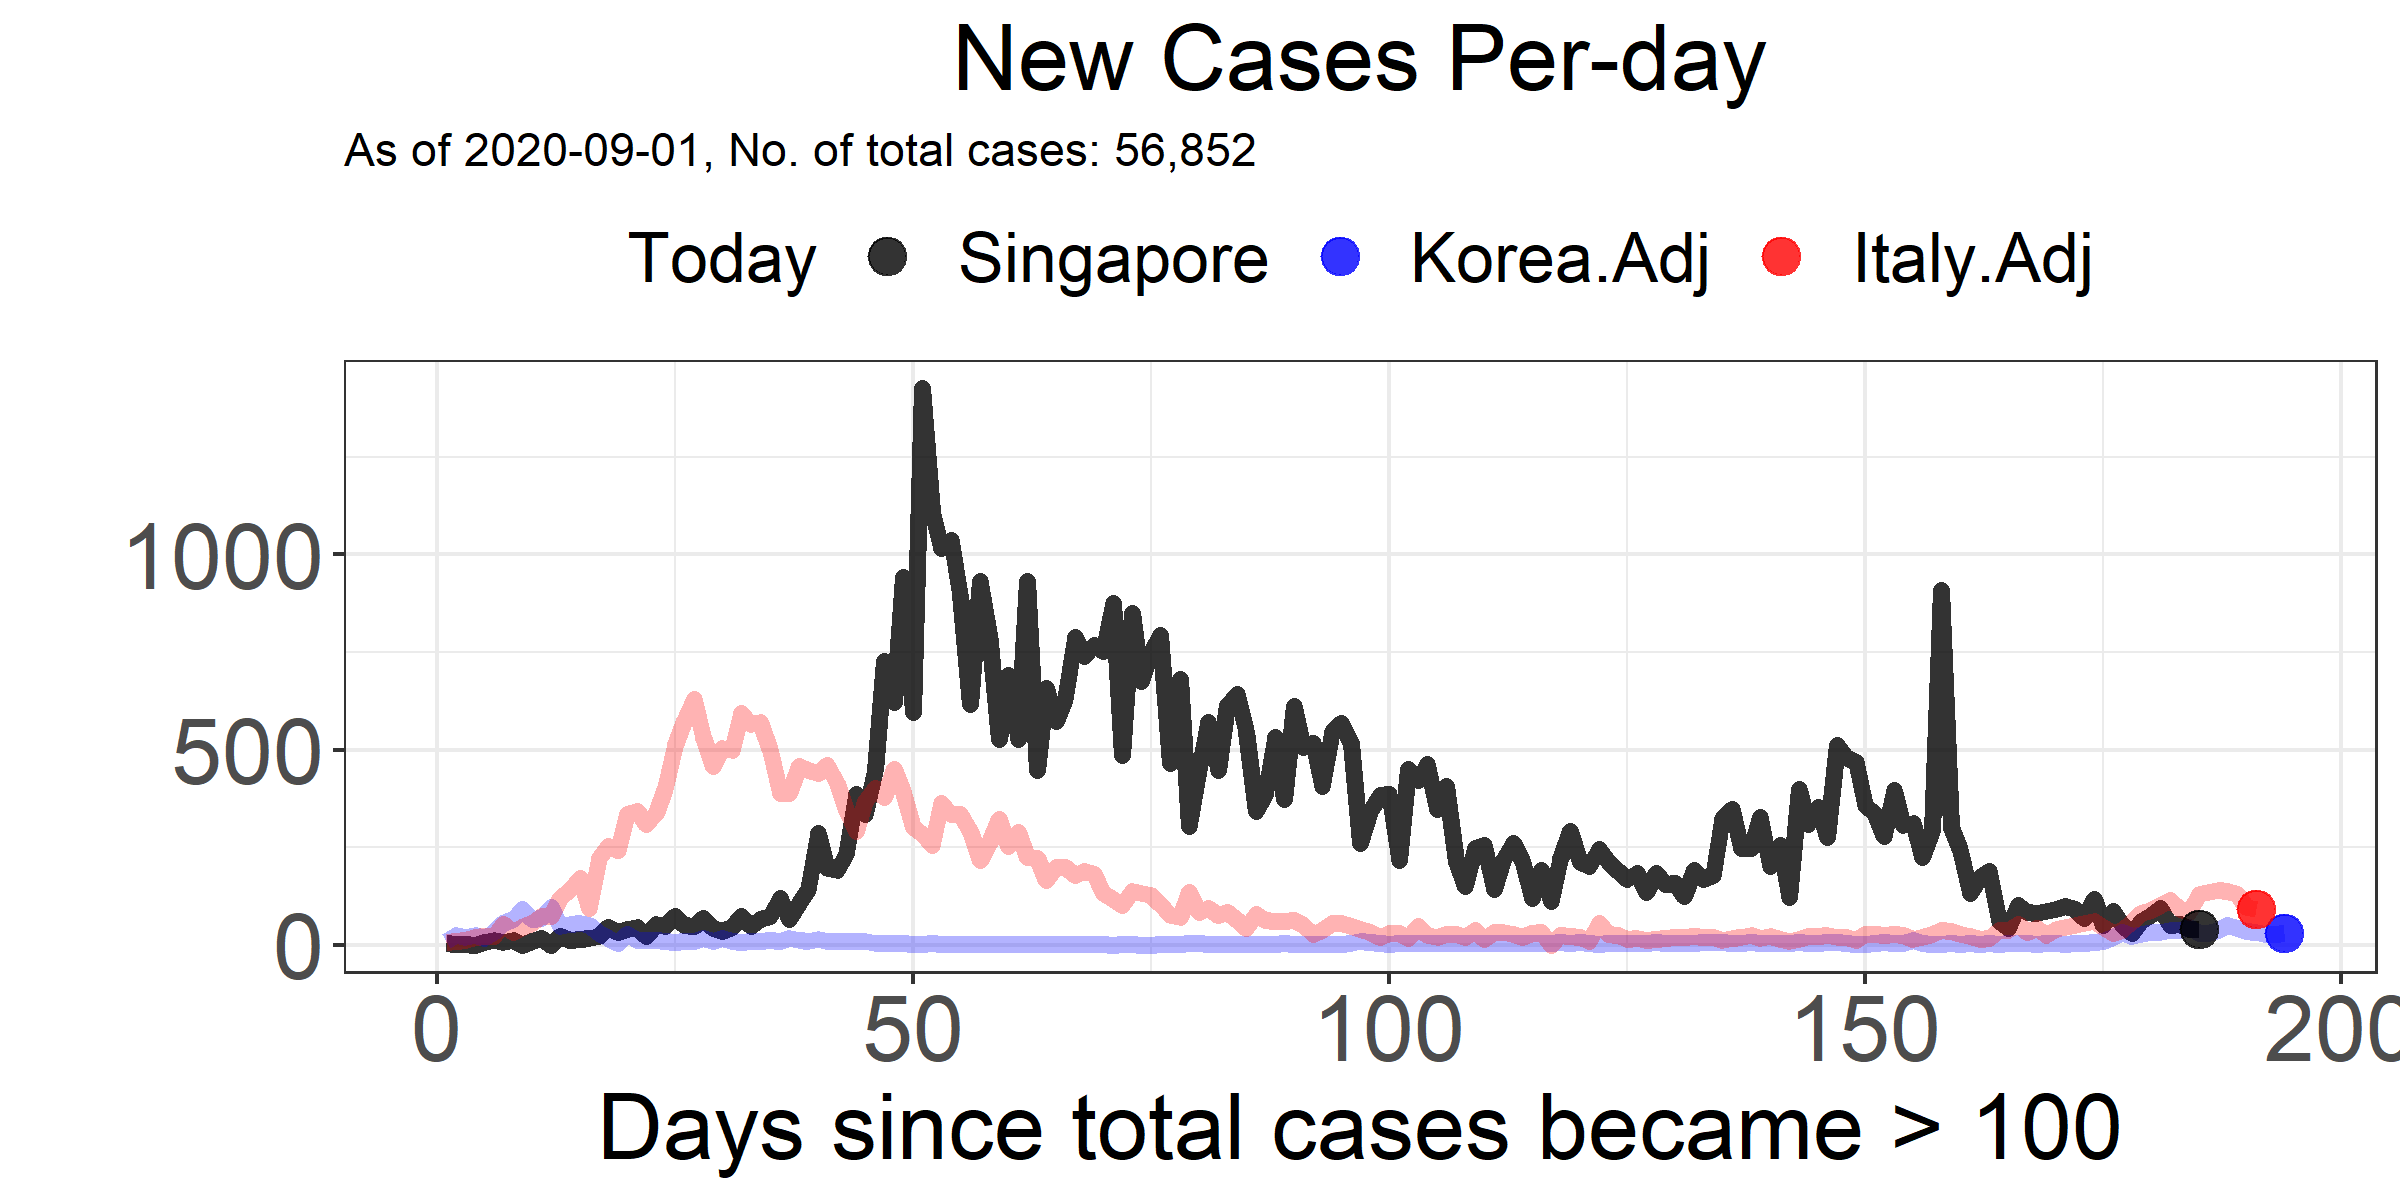 New Cases Per-day
As of 2020-09-01, No. of total cases: 56,852
Today Singapore Korea.Adj Italy.Adj
1000
500
0
0 50 100 150 200
Days since total cases became > 100